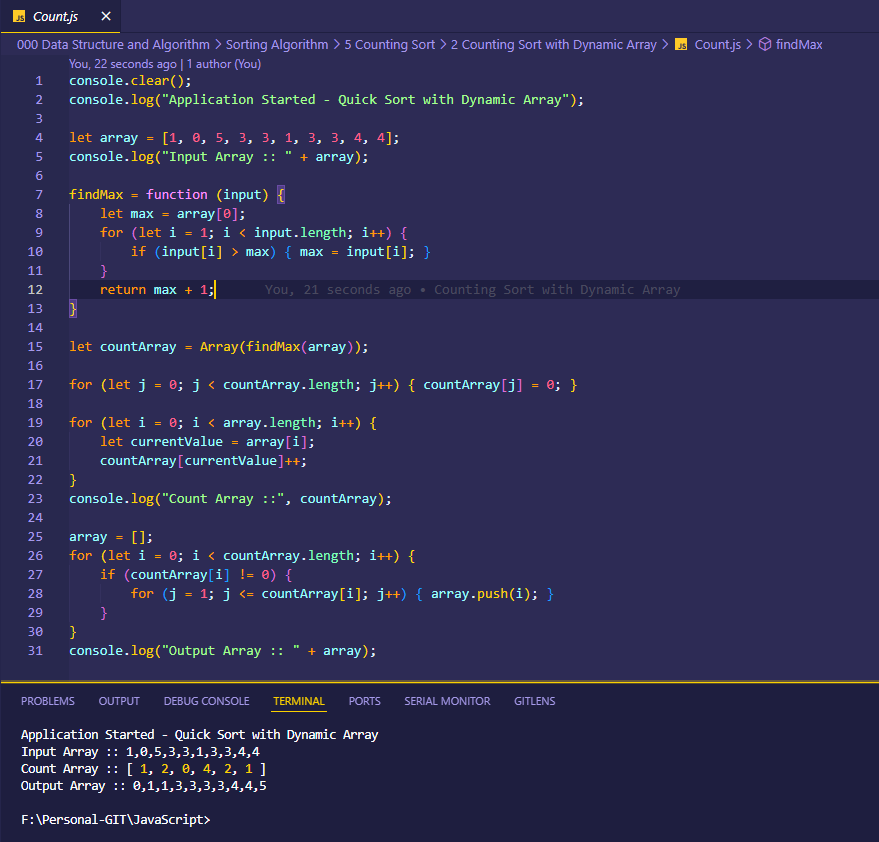 JS Count.js ×
000 Data Structure and Algorithm > Sorting Algorithm > 5 Counting Sort > 2 Counting Sort with Dynamic Array > JS Count.js > findMax
You, 22 seconds ago | 1 author (You)
1 console.clear();
2 console.log("Application Started - Quick Sort with Dynamic Array");
3
4 let array = [1, 0, 5, 3, 3, 1, 3, 3, 4, 4];
5 console.log("Input Array :: " + array);
6
7 findMax = function (input) {
8     let max = array[0];
9     for (let i = 1; i < input.length; i++) {
10         if (input[i] > max) { max = input[i]; }
11     }
12     return max + 1; You, 21 seconds ago • Counting Sort with Dynamic Array
13 }
14
15 let countArray = Array(findMax(array));
16
17 for (let j = 0; j < countArray.length; j++) { countArray[j] = 0; }
18
19 for (let i = 0; i < array.length; i++) {
20     let currentValue = array[i];
21     countArray[currentValue]++;
22 }
23 console.log("Count Array ::", countArray);
24
25 array = [];
26 for (let i = 0; i < countArray.length; i++) {
27     if (countArray[i] != 0) {
28         for (j = 1; j <= countArray[i]; j++) { array.push(i); }
29     }
30 }
31 console.log("Output Array :: " + array);
PROBLEMS OUTPUT DEBUG CONSOLE TERMINAL PORTS SERIAL MONITOR GITLENS
Application Started - Quick Sort with Dynamic Array
Input Array :: 1,0,5,3,3,1,3,3,4,4
Count Array :: [ 1, 2, 0, 4, 2, 1 ]
Output Array :: 0,1,1,3,3,3,3,4,4,5
F:\Personal-GIT\JavaScript>